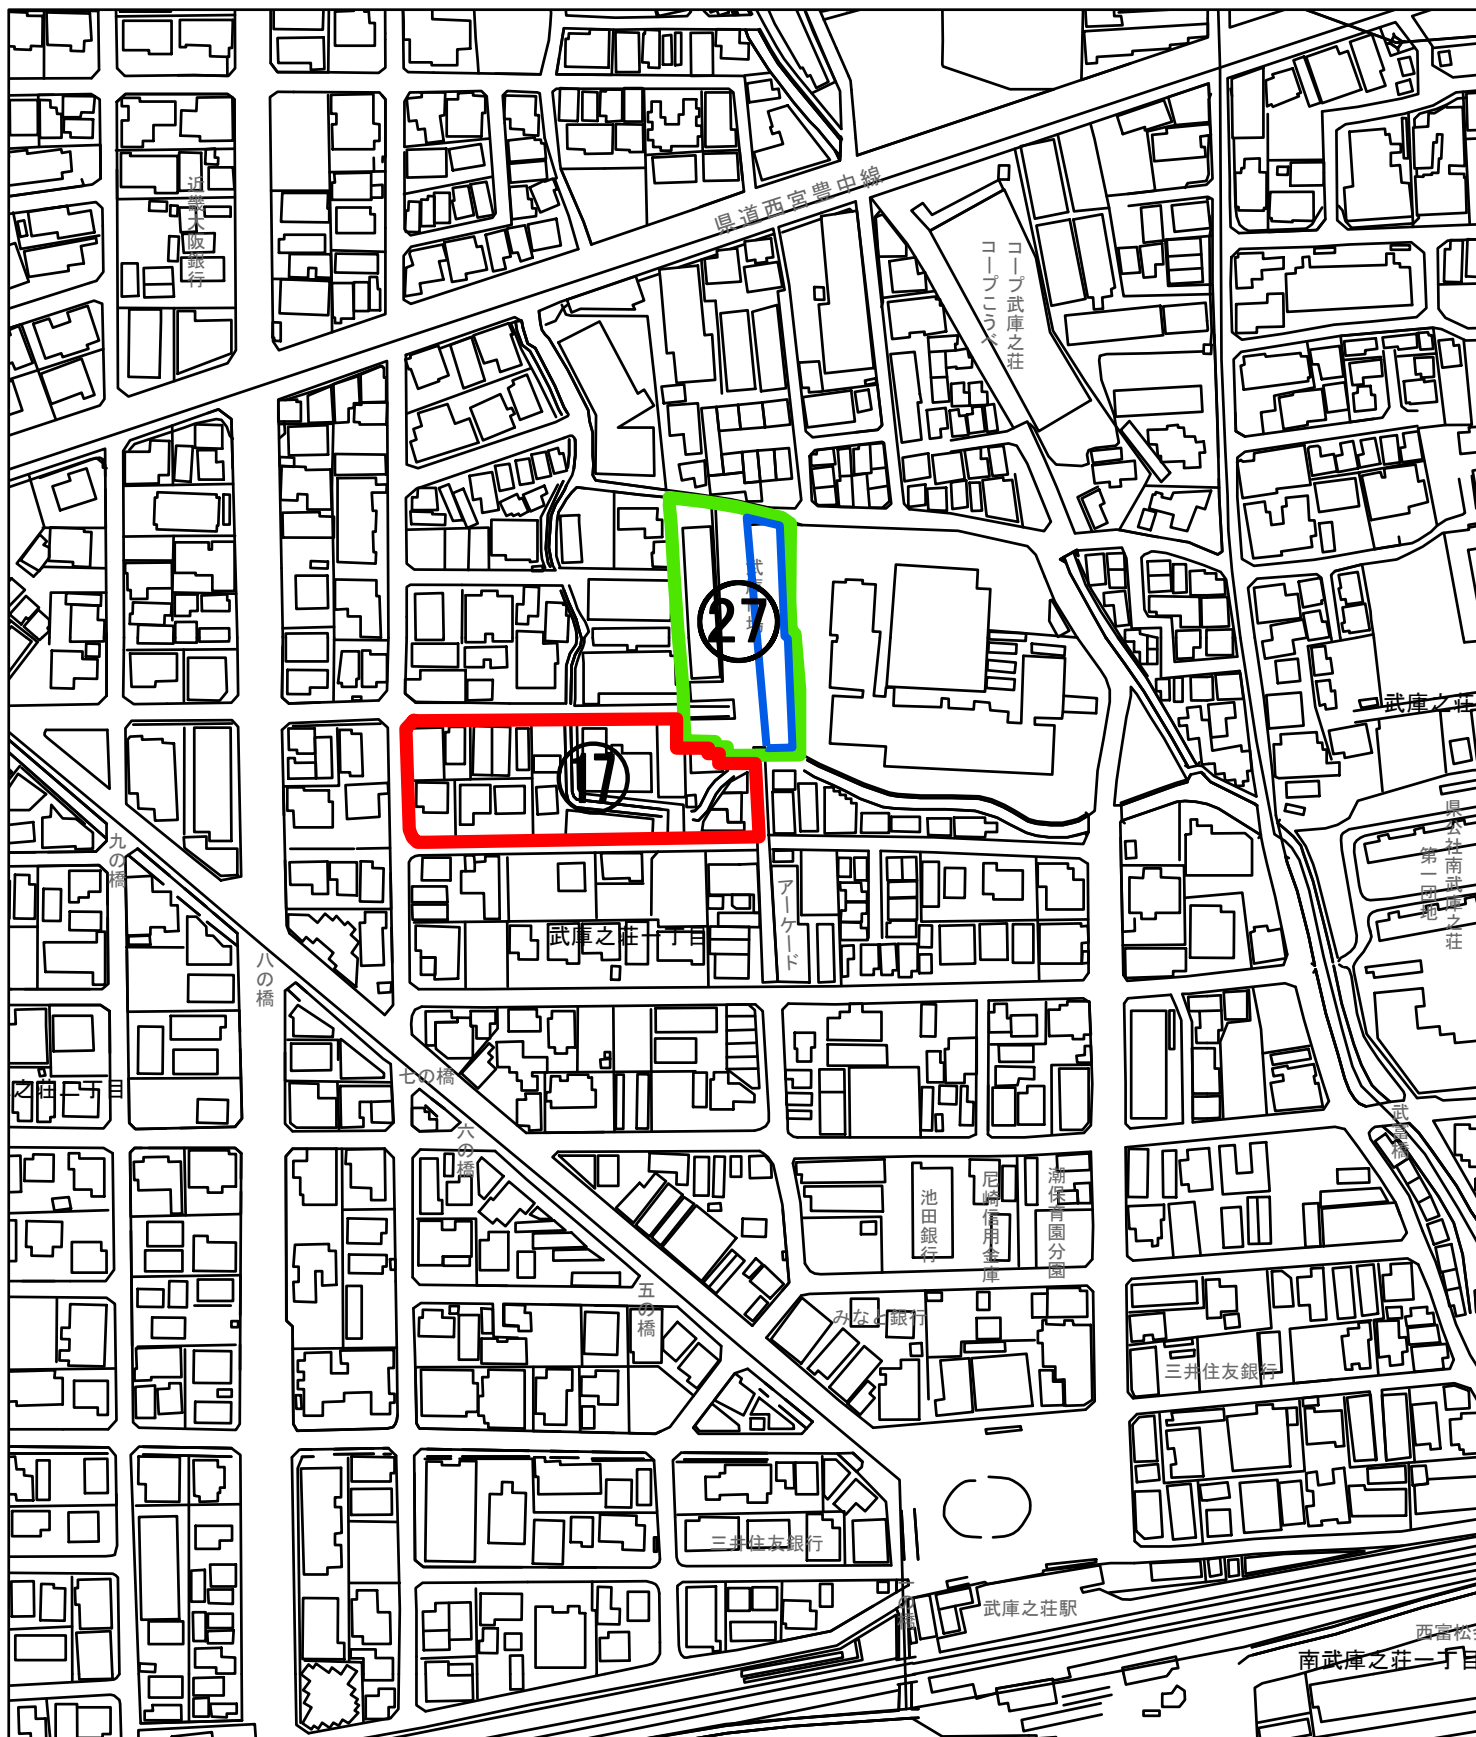 県道西宮豊中線
近畿大阪銀行
コープ武庫之荘
コープこうべ
27
武庫之荘
17
県公社南武庫之荘
第一団地
九の橋
アーケード
武庫之荘一丁目
八の橋
七の橋
之荘二丁目
六の橋
武富橋
池田銀行
尼崎信用金庫
潮保育園分園
五の橋
みなと銀行
三井住友銀行
三井住友銀行
武庫之荘駅
西富松
南武庫之荘一丁目